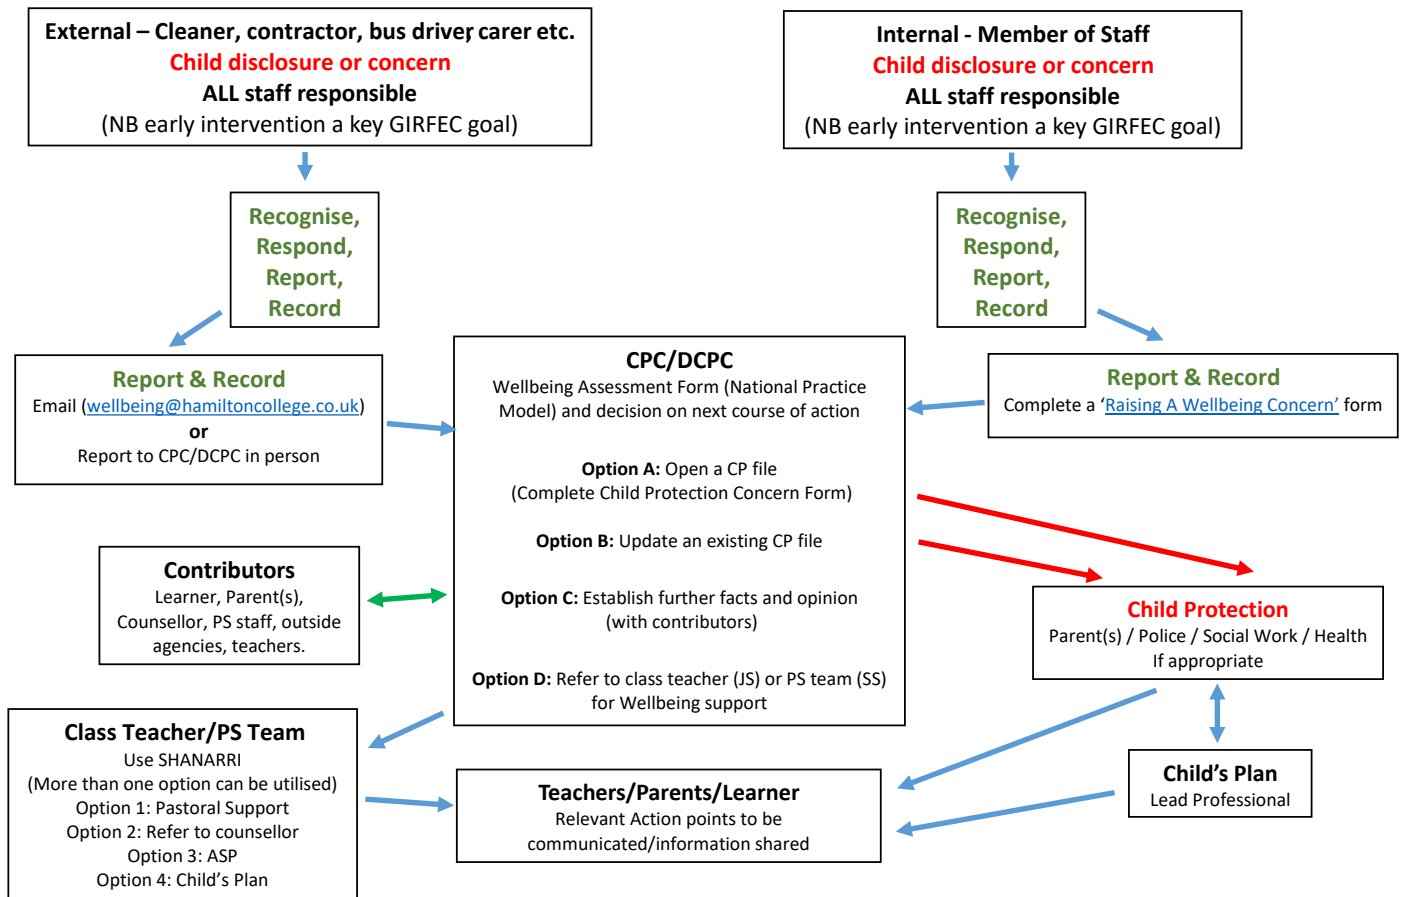 External – Cleaner, contractor, bus driver, carer etc.
Child disclosure or concern
ALL staff responsible
(NB early intervention a key GIRFEC goal)
Internal - Member of Staff
Child disclosure or concern
ALL staff responsible
(NB early intervention a key GIRFEC goal)
Recognise,
Respond,
Report,
Record
Recognise,
Respond,
Report,
Record
Report & Record
Email (wellbeing@hamiltoncollege.co.uk)
or
Report to CPC/DCPC in person
CPC/DCPC
Wellbeing Assessment Form (National Practice
Model) and decision on next course of action
Option A: Open a CP file
(Complete Child Protection Concern Form)
Option B: Update an existing CP file
Option C: Establish further facts and opinion
(with contributors)
Option D: Refer to class teacher (JS) or PS team (SS)
for Wellbeing support
Report & Record
Complete a ‘Raising A Wellbeing Concern’ form
Contributors
Learner, Parent(s),
Counsellor, PS staff, outside
agencies, teachers.
Child Protection
Parent(s) / Police / Social Work / Health
If appropriate
Class Teacher/PS Team
Use SHANARRI
(More than one option can be utilised)
Option 1: Pastoral Support
Option 2: Refer to counsellor
Option 3: ASP
Option 4: Child’s Plan
Teachers/Parents/Learner
Relevant Action points to be
communicated/information shared
Child’s Plan
Lead Professional